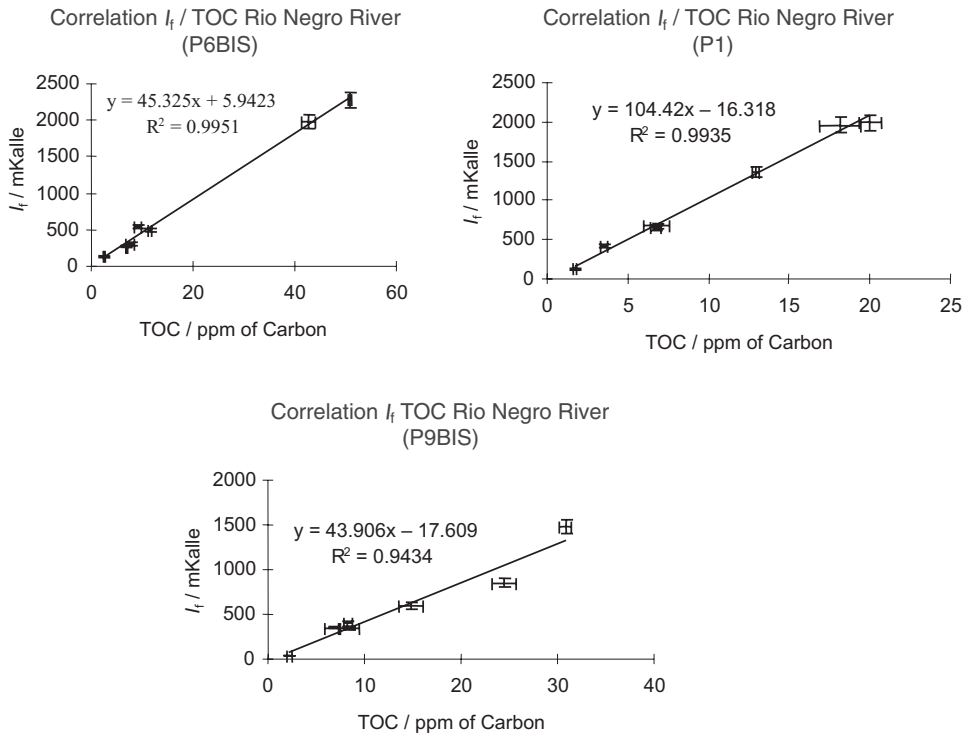 Correlation If / TOC Rio Negro River
(P6BIS)
2500
2000
1500
1000
500
0
y = 45.325x + 5.9423
R² = 0.9951
If / mKalle
0 20 40 60
TOC / ppm of Carbon
Correlation If / TOC Rio Negro River
(P1)
2500
2000
1500
1000
500
0
y = 104.42x – 16.318
R² = 0.9935
If / mKalle
0 5 10 15 20 25
TOC / ppm of Carbon
Correlation If TOC Rio Negro River
(P9BIS)
2000
1500
1000
500
0
y = 43.906x – 17.609
R² = 0.9434
If / mKalle
0 10 20 30 40
TOC / ppm of Carbon